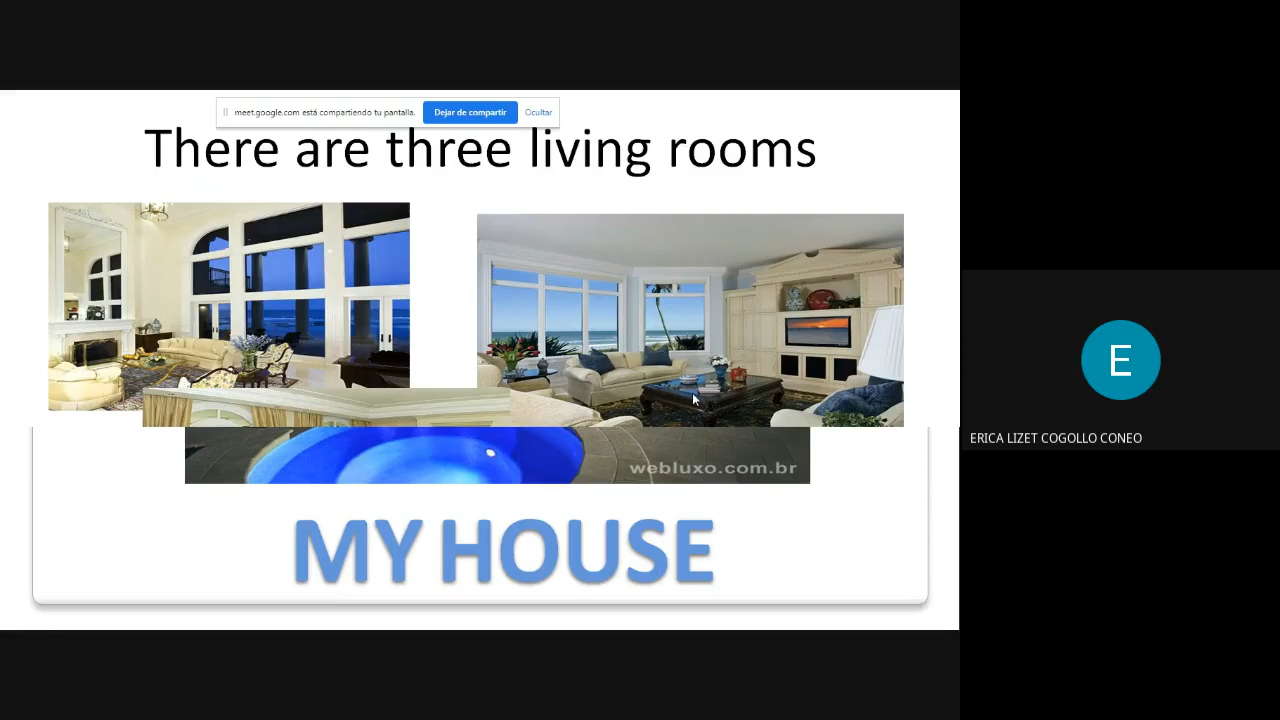 meet.google.com está compartiendo tu pantalla. Dejar de compartir Ocultar
There are three living rooms
webluxo.com.br
MY HOUSE
E
ERICA LIZET COGOLLO CONEO